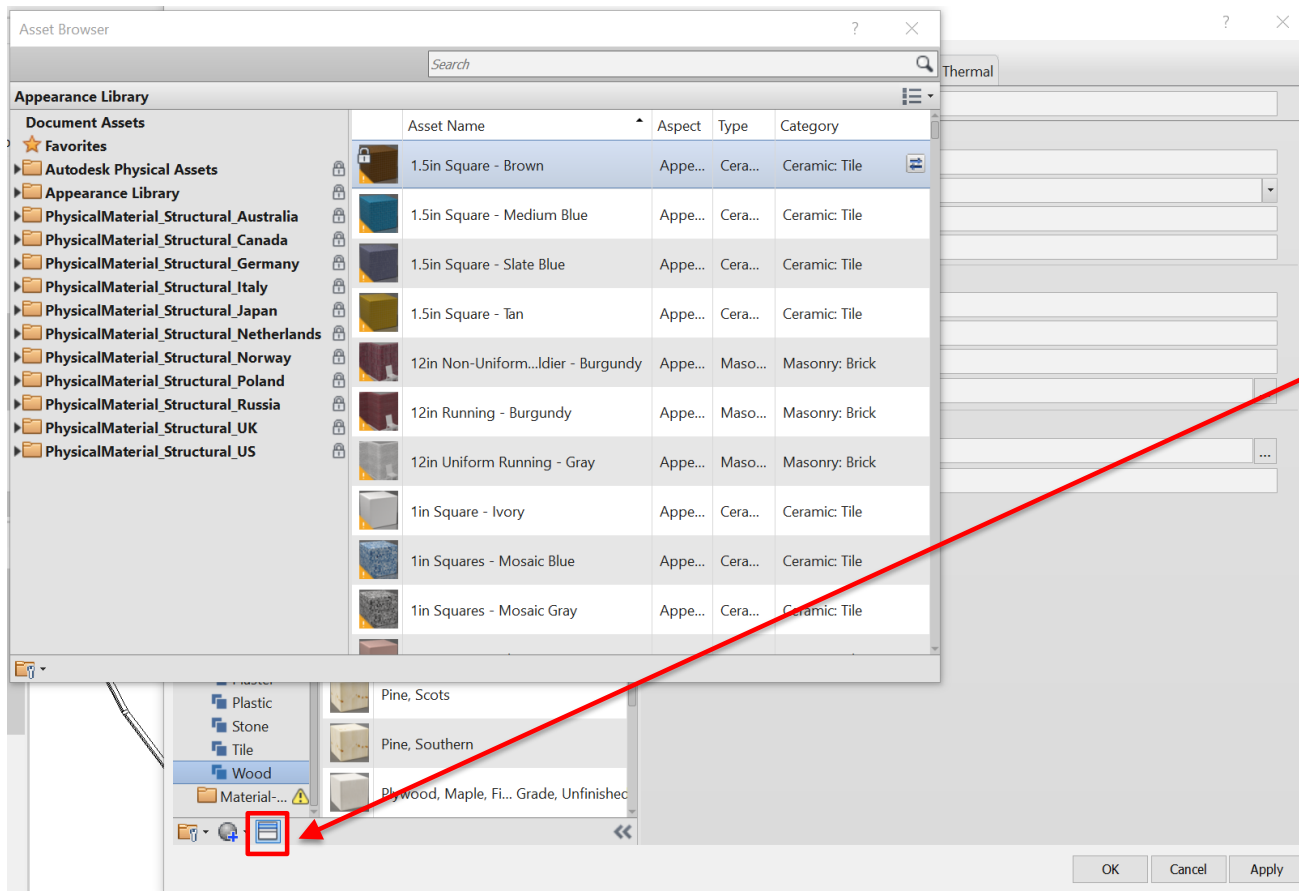 Asset Browser
?
?
Search
Thermal
Appearance Library
Document Assets
Favorites
Autodesk Physical Assets
Appearance Library
PhysicalMaterial_Structural_Australia
PhysicalMaterial_Structural_Canada
PhysicalMaterial_Structural_Germany
PhysicalMaterial_Structural_Italy
PhysicalMaterial_Structural_Japan
PhysicalMaterial_Structural_Netherlands
PhysicalMaterial_Structural_Norway
PhysicalMaterial_Structural_Poland
PhysicalMaterial_Structural_Russia
PhysicalMaterial_Structural_UK
PhysicalMaterial_Structural_US
Asset Name Aspect Type Category
1.5in Square - Brown Appe... Cera... Ceramic: Tile
1.5in Square - Medium Blue Appe... Cera... Ceramic: Tile
1.5in Square - Slate Blue Appe... Cera... Ceramic: Tile
1.5in Square - Tan Appe... Cera... Ceramic: Tile
12in Non-Uniform...ldier - Burgundy Appe... Maso... Masonry: Brick
12in Running - Burgundy Appe... Maso... Masonry: Brick
12in Uniform Running - Gray Appe... Maso... Masonry: Brick
1in Square - Ivory Appe... Cera... Ceramic: Tile
1in Squares - Mosaic Blue Appe... Cera... Ceramic: Tile
1in Squares - Mosaic Gray Appe... Cera... Ceramic: Tile
...
Plastic
Stone
Tile
Wood
Material-...
Pine, Scots
Pine, Southern
Plywood, Maple, Fi... Grade, Unfinished
OK Cancel Apply